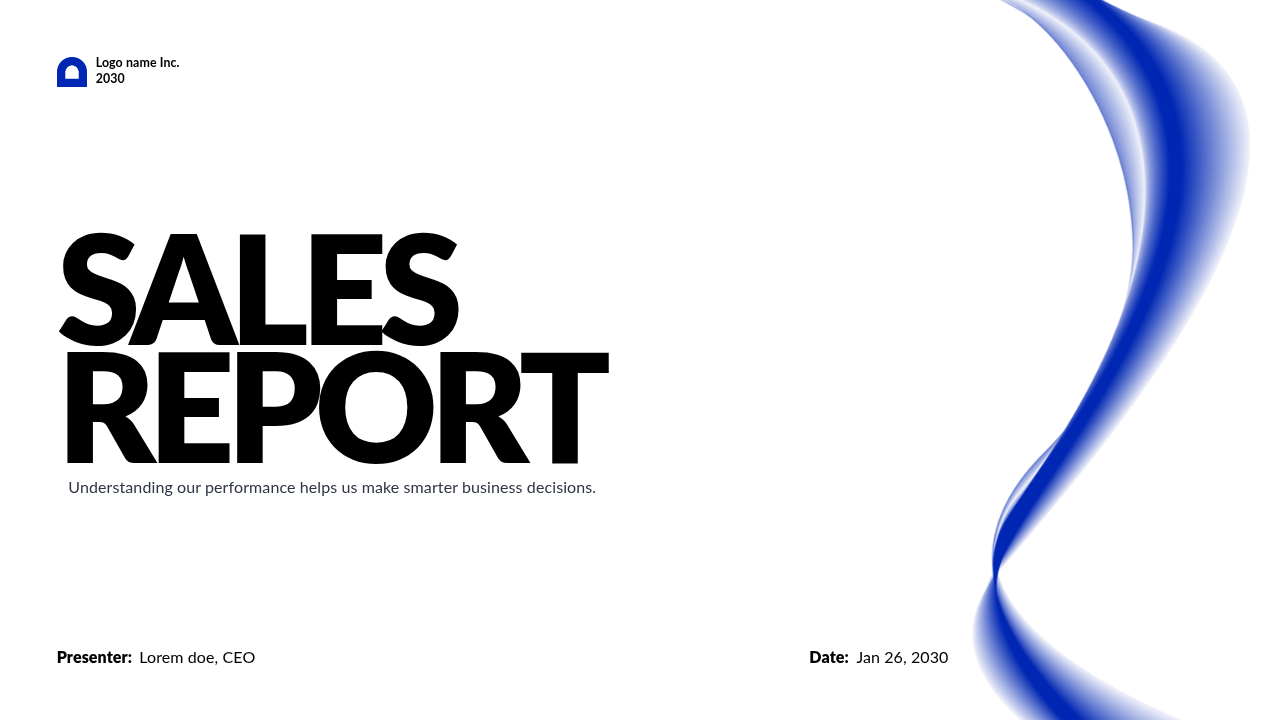 Logo name Inc.
2030
SALES
REPORT
Understanding our performance helps us make smarter business decisions.
Presenter: Lorem doe, CEO
Date: Jan 26, 2030